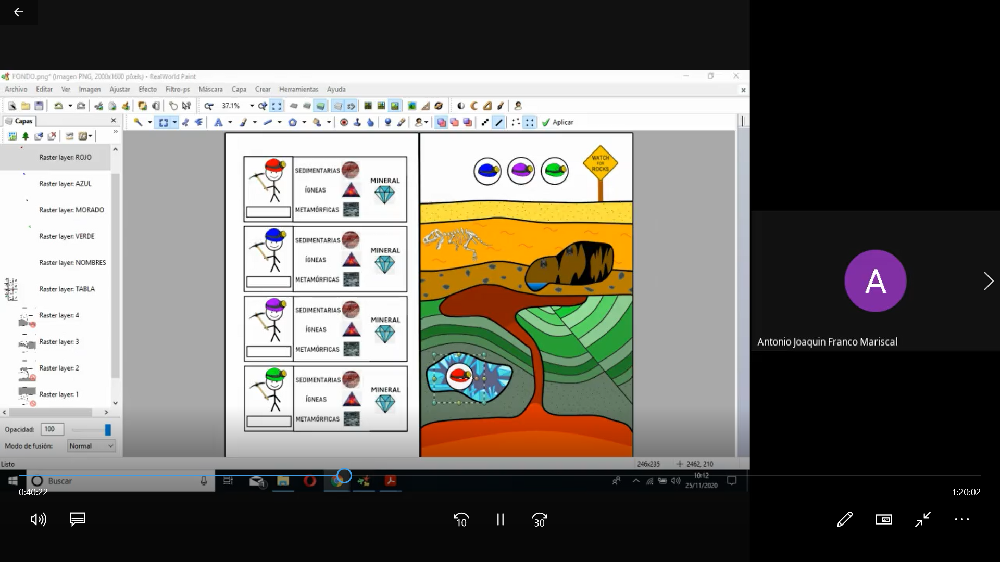 FONDO.png* (Imagen PNG, 2000x1600 píxels) - RealWorld Paint
Archivo Editar Ver Imagen Ajustar Efecto Filtro-ps Máscara Capa Crear Herramientas Ayuda
37.1%
Capas
Aplicar
Raster layer: ROJO
Raster layer: AZUL
Raster layer: MORADO
Raster layer: VERDE
Raster layer: NOMBRES
Raster layer: TABLA
Raster layer: 4
Raster layer: 3
Raster layer: 2
Raster layer: 1
Opacidad: 100
Modo de fusión: Normal
Listo
SEDIMENTARIAS
ÍGNEAS
METAMÓRFICAS
MINERAL
SEDIMENTARIAS
ÍGNEAS
METAMÓRFICAS
MINERAL
SEDIMENTARIAS
ÍGNEAS
METAMÓRFICAS
MINERAL
SEDIMENTARIAS
ÍGNEAS
METAMÓRFICAS
MINERAL
WATCH
FOR
ROCKS
246x235
2462, 210
A
Antonio Joaquin Franco Mariscal
Buscar
1
10:12
25/11/2020
0:40:22
1:20:02
10
30